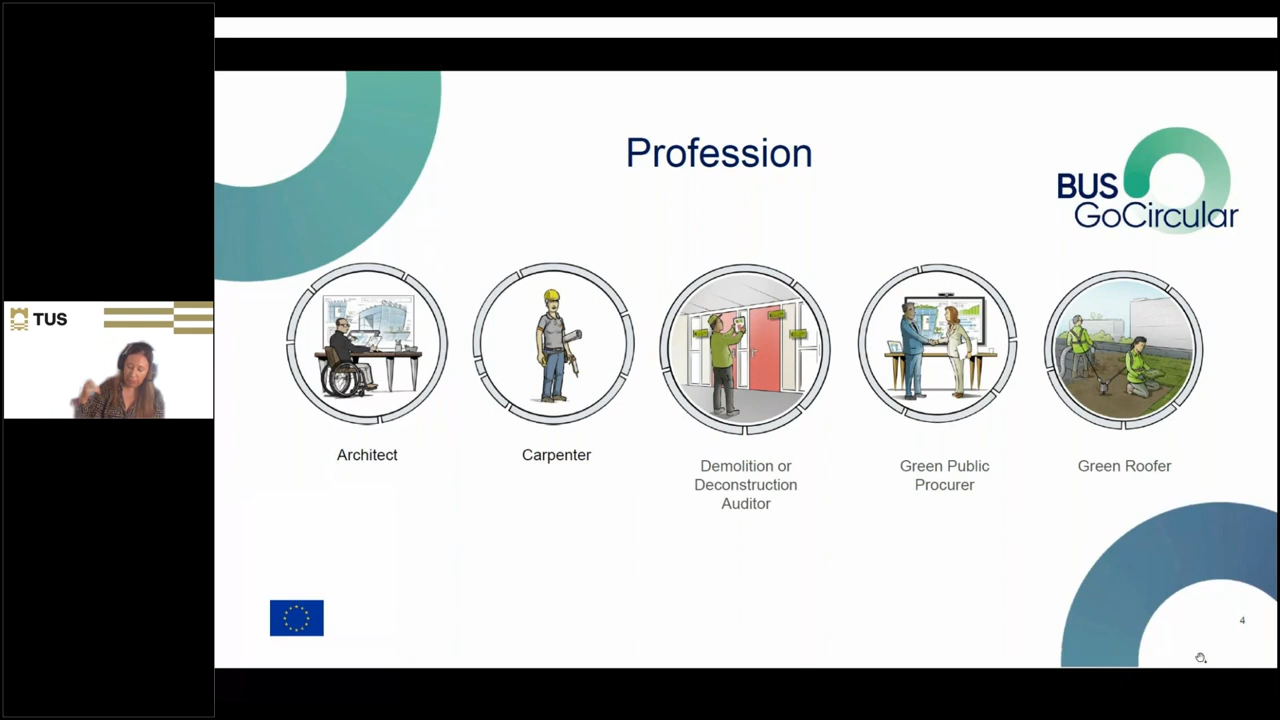 TUS
Profession
BUS
GoCircular
Architect
Carpenter
Demolition or
Deconstruction
Auditor
Green Public
Procurer
Green Roofer
4